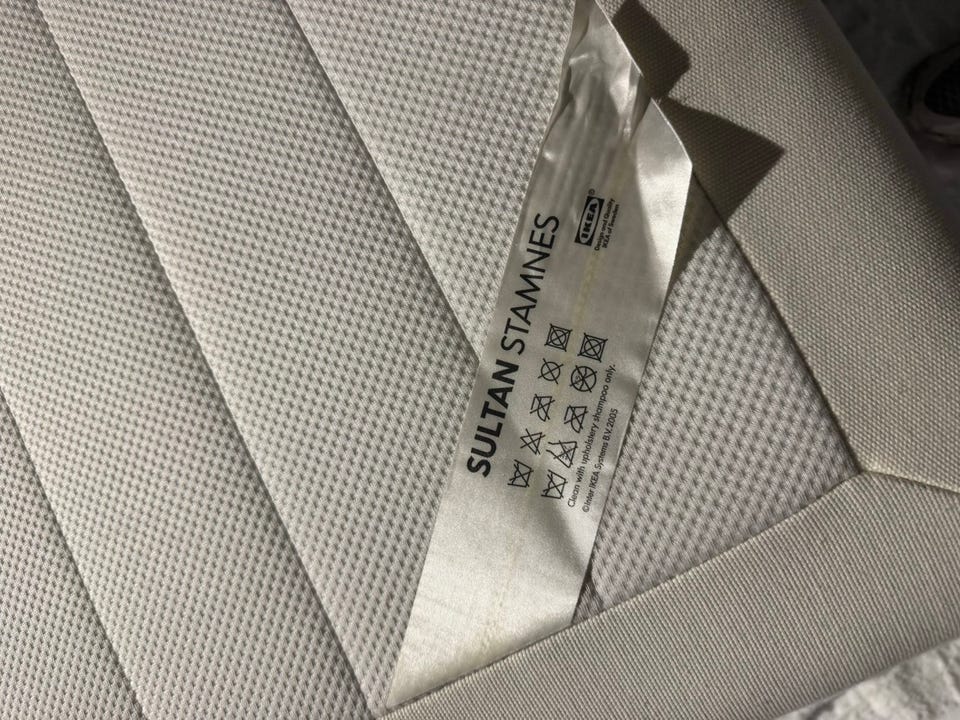 SULTAN STAMNES
IKEA®
Design and Quality
IKEA of Sweden
Clean with upholstery shampoo only.
©Inter IKEA Systems B.V. 2005